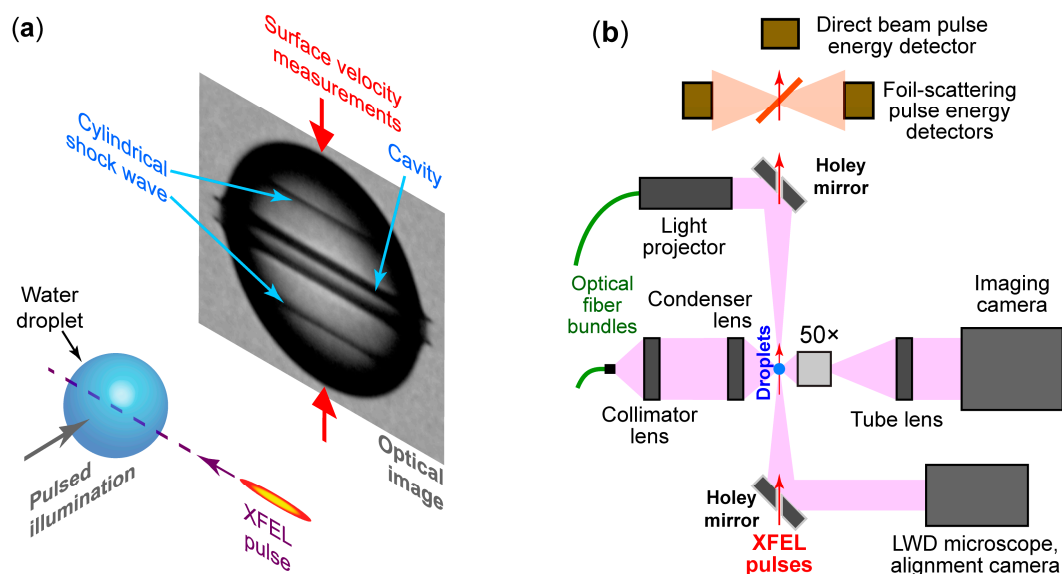 (a)
Surface velocity
measurements
Cylindrical
shock wave
Cavity
Water
droplet
Pulsed
illumination
XFEL
pulse
Optical
image
(b)
Direct beam pulse
energy detector
Foil-scattering
pulse energy
detectors
Holey
mirror
Light
projector
Optical
fiber
bundles
Condenser
lens
Droplets
50×
Imaging
camera
Collimator
lens
Tube lens
Holey
mirror
XFEL
pulses
LWD microscope,
alignment camera